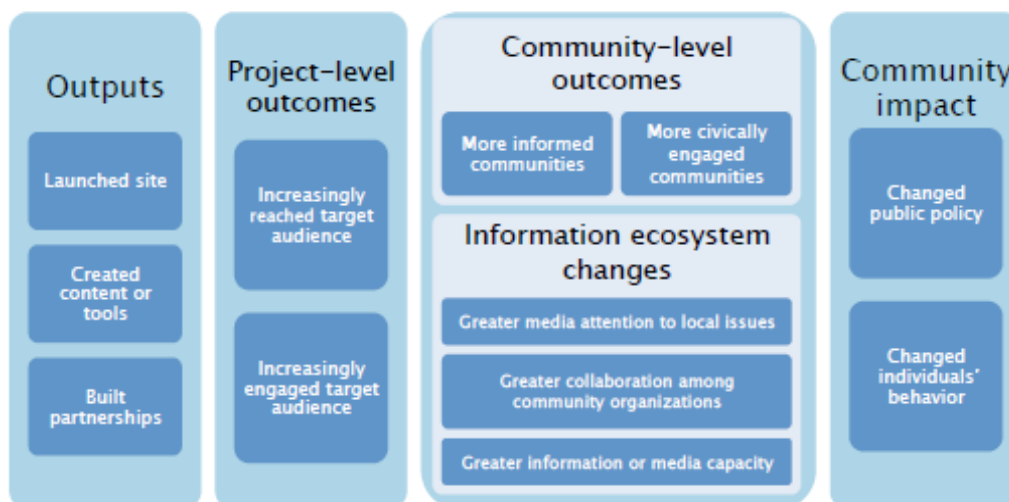 Outputs
Launched site
Created
content or
tools
Built
partnerships
Project-level
outcomes
Increasingly
reached target
audience
Increasingly
engaged target
audience
Community-level
outcomes
More informed
communities
More civically
engaged
communities
Information ecosystem
changes
Greater media attention to local issues
Greater collaboration among
community organizations
Greater information or media capacity
Community
impact
Changed
public policy
Changed
individuals'
behavior